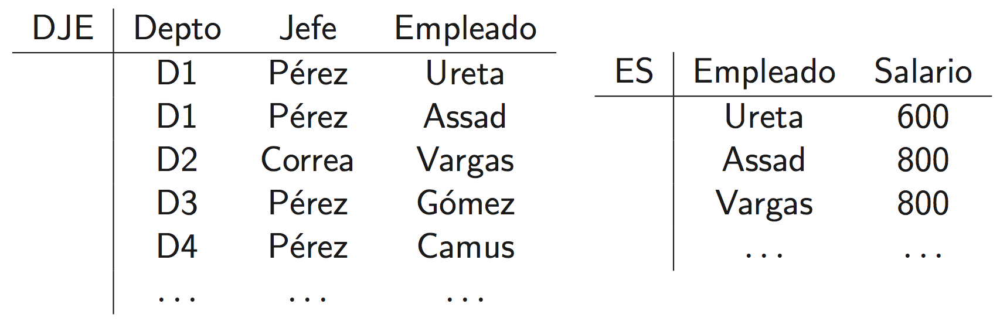 DJE Depto Jefe Empleado
D1 Pérez Ureta
D1 Pérez Assad
D2 Correa Vargas
D3 Pérez Gómez
D4 Pérez Camus
... ... ...
ES Empleado Salario
Ureta 600
Assad 800
Vargas 800
... ...